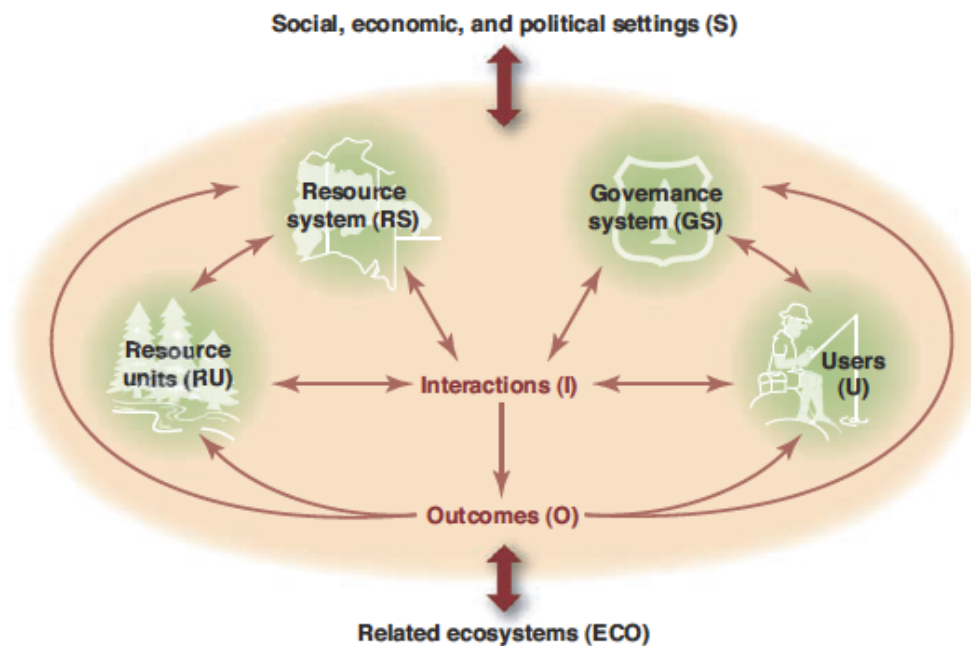 Social, economic, and political settings (S)
Resource
system (RS)
Governance
system (GS)
Resource
units (RU)
Interactions (I)
Users
(U)
Outcomes (O)
Related ecosystems (ECO)